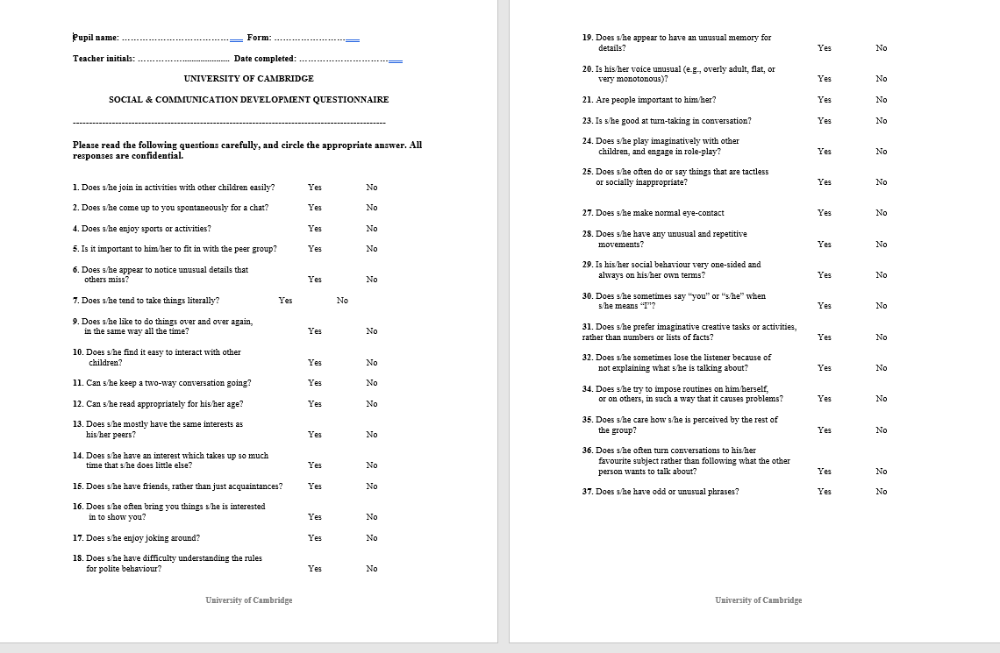 Pupil name: ……………………………….___ Form: ……………………___
Teacher initials: ……………..................... Date completed: …………………………___
UNIVERSITY OF CAMBRIDGE
SOCIAL & COMMUNICATION DEVELOPMENT QUESTIONNAIRE
-------------------------------------------------------------------------------------------------
Please read the following questions carefully, and circle the appropriate answer. All
responses are confidential.
1. Does s/he join in activities with other children easily? Yes No
2. Does s/he come up to you spontaneously for a chat? Yes No
4. Does s/he enjoy sports or activities? Yes No
5. Is it important to him/her to fit in with the peer group? Yes No
6. Does s/he appear to notice unusual details that
others miss? Yes No
7. Does s/he tend to take things literally? Yes No
9. Does s/he like to do things over and over again,
in the same way all the time? Yes No
10. Does s/he find it easy to interact with other
children? Yes No
11. Can s/he keep a two-way conversation going? Yes No
12. Can s/he read appropriately for his/her age? Yes No
13. Does s/he mostly have the same interests as
his/her peers? Yes No
14. Does s/he have an interest which takes up so much
time that s/he does little else? Yes No
15. Does s/he have friends, rather than just acquaintances? Yes No
16. Does s/he often bring you things s/he is interested
in to show you? Yes No
17. Does s/he enjoy joking around? Yes No
18. Does s/he have difficulty understanding the rules
for polite behaviour? Yes No
University of Cambridge
19. Does s/he appear to have an unusual memory for
details? Yes No
20. Is his/her voice unusual (e.g., overly adult, flat, or
very monotonous)? Yes No
21. Are people important to him/her? Yes No
23. Is s/he good at turn-taking in conversation? Yes No
24. Does s/he play imaginatively with other
children, and engage in role-play? Yes No
25. Does s/he often do or say things that are tactless
or socially inappropriate? Yes No
27. Does s/he make normal eye-contact Yes No
28. Does s/he have any unusual and repetitive
movements? Yes No
29. Is his/her social behaviour very one-sided and
always on his/her own terms? Yes No
30. Does s/he sometimes say “you” or “s/he” when
s/he means “I”? Yes No
31. Does s/he prefer imaginative creative tasks or activities,
rather than numbers or lists of facts? Yes No
32. Does s/he sometimes lose the listener because of
not explaining what s/he is talking about? Yes No
34. Does s/he try to impose routines on him/herself,
or on others, in such a way that it causes problems? Yes No
35. Does s/he care how s/he is perceived by the rest of
the group? Yes No
36. Does s/he often turn conversations to his/her
favourite subject rather than following what the other
person wants to talk about? Yes No
37. Does s/he have odd or unusual phrases? Yes No
University of Cambridge